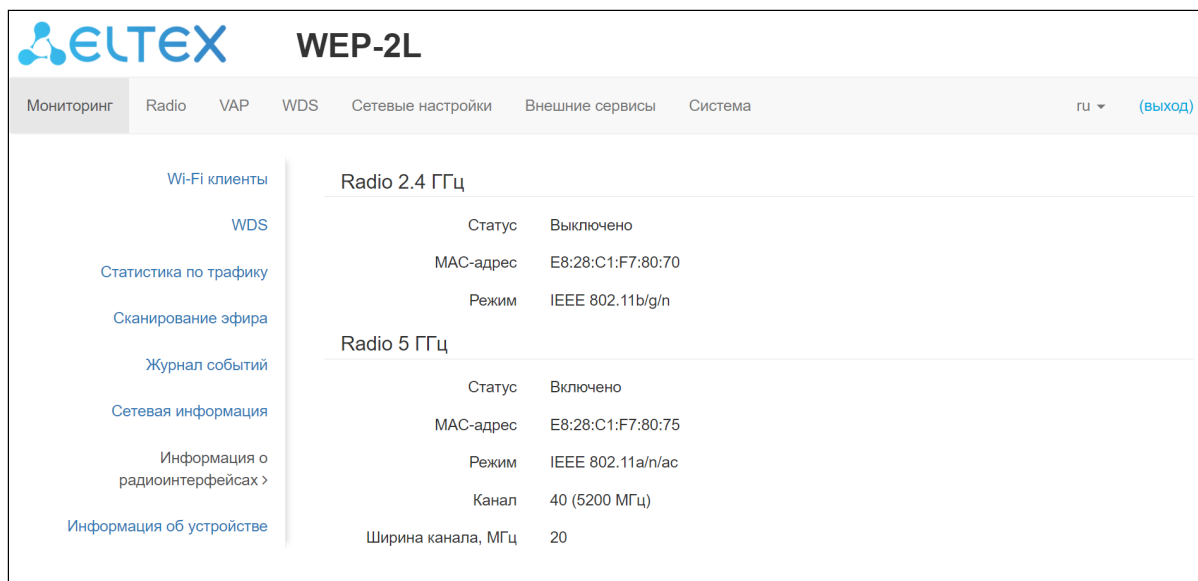 ELTEX WEP-2L
Мониторинг Radio VAP WDS Сетевые настройки Внешние сервисы Система ru (выход)
Wi-Fi клиенты
WDS
Статистика по трафику
Сканирование эфира
Журнал событий
Сетевая информация
Информация о
радиоинтерфейсах >
Информация об устройстве
Radio 2.4 ГГц
Статус Выключено
MAC-адрес E8:28:C1:F7:80:70
Режим IEEE 802.11b/g/n
Radio 5 ГГц
Статус Включено
MAC-адрес E8:28:C1:F7:80:75
Режим IEEE 802.11a/n/ac
Канал 40 (5200 МГц)
Ширина канала, МГц 20